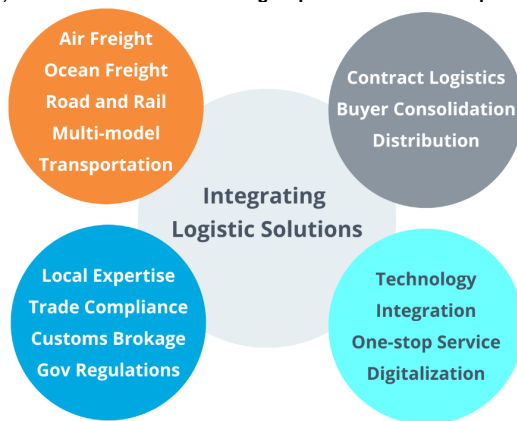 Air Freight
Ocean Freight
Road and Rail
Multi-model
Transportation
Contract Logistics
Buyer Consolidation
Distribution
Integrating
Logistic Solutions
Local Expertise
Trade Compliance
Customs Brokage
Gov Regulations
Technology
Integration
One-stop Service
Digitalization